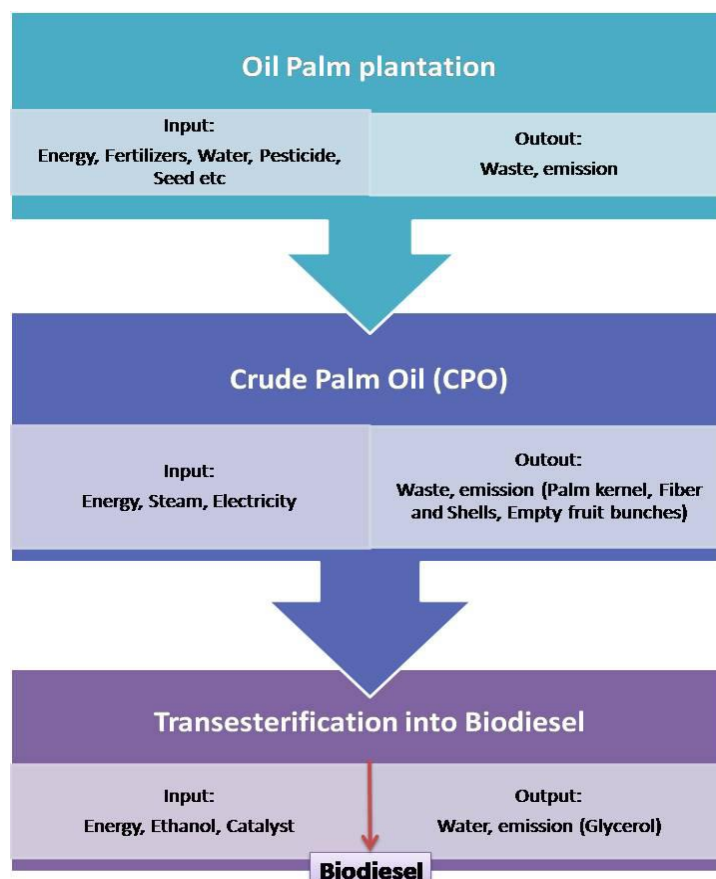 Oil Palm plantation
Input:
Energy, Fertilizers, Water, Pesticide,
Seed etc
Outout:
Waste, emission
Crude Palm Oil (CPO)
Input:
Energy, Steam, Electricity
Outout:
Waste, emission (Palm kernel, Fiber
and Shells, Empty fruit bunches)
Transesterification into Biodiesel
Input:
Energy, Ethanol, Catalyst
Output:
Water, emission (Glycerol)
Biodiesel